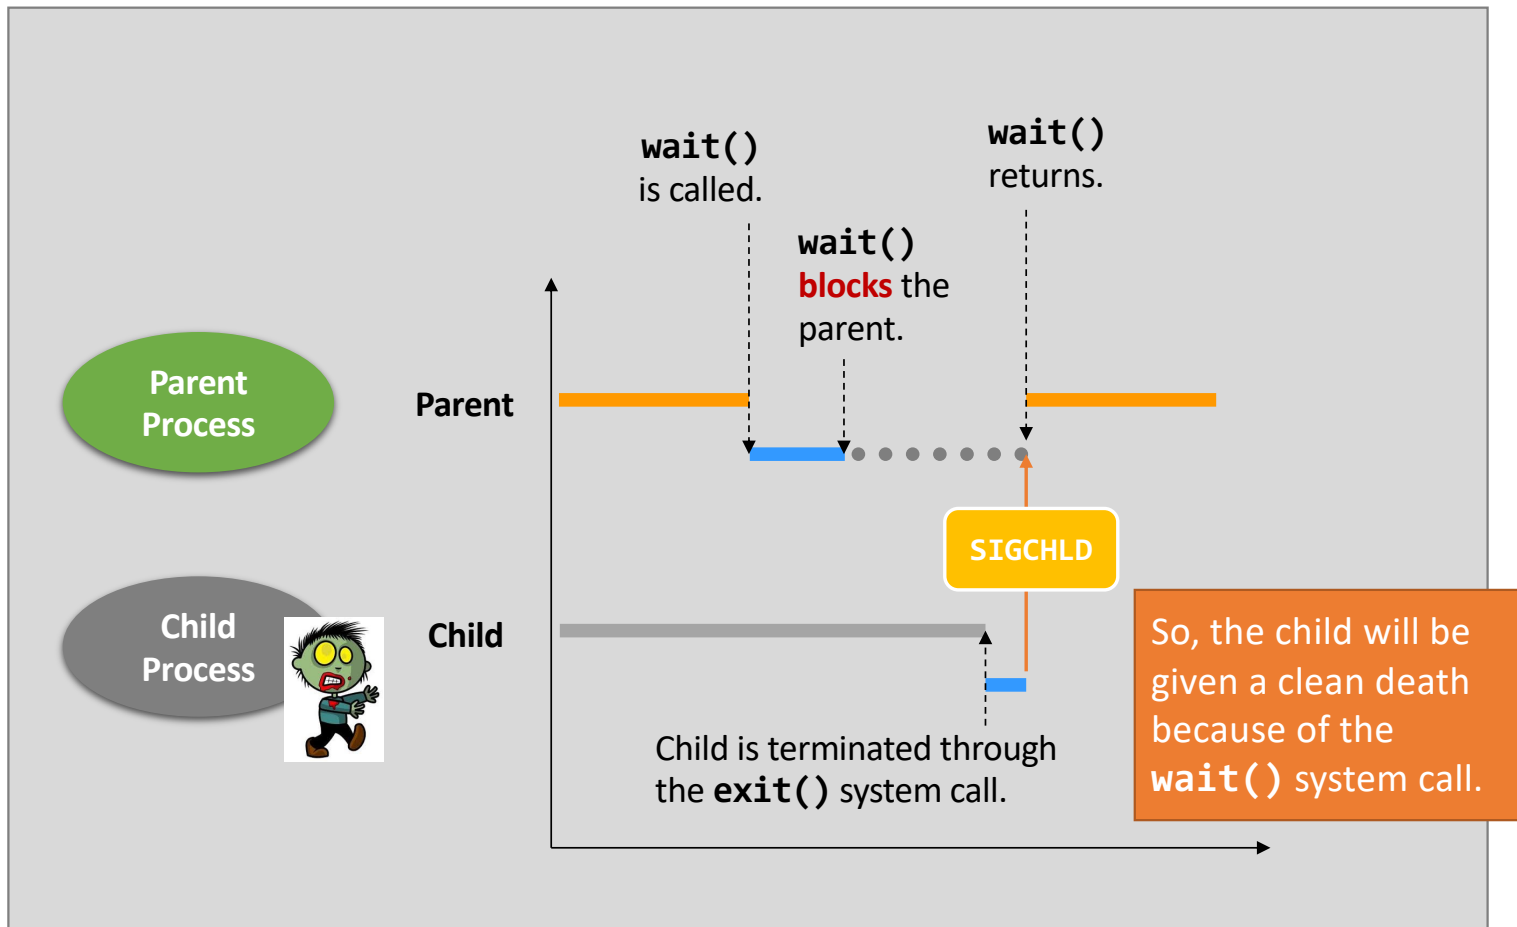 wait()
is called.
wait()
returns.
wait()
blocks the
parent.
Parent
Process
Parent
SIGCHLD
Child
Process
Child
So, the child will be
given a clean death
because of the
wait() system call.
Child is terminated through
the exit() system call.